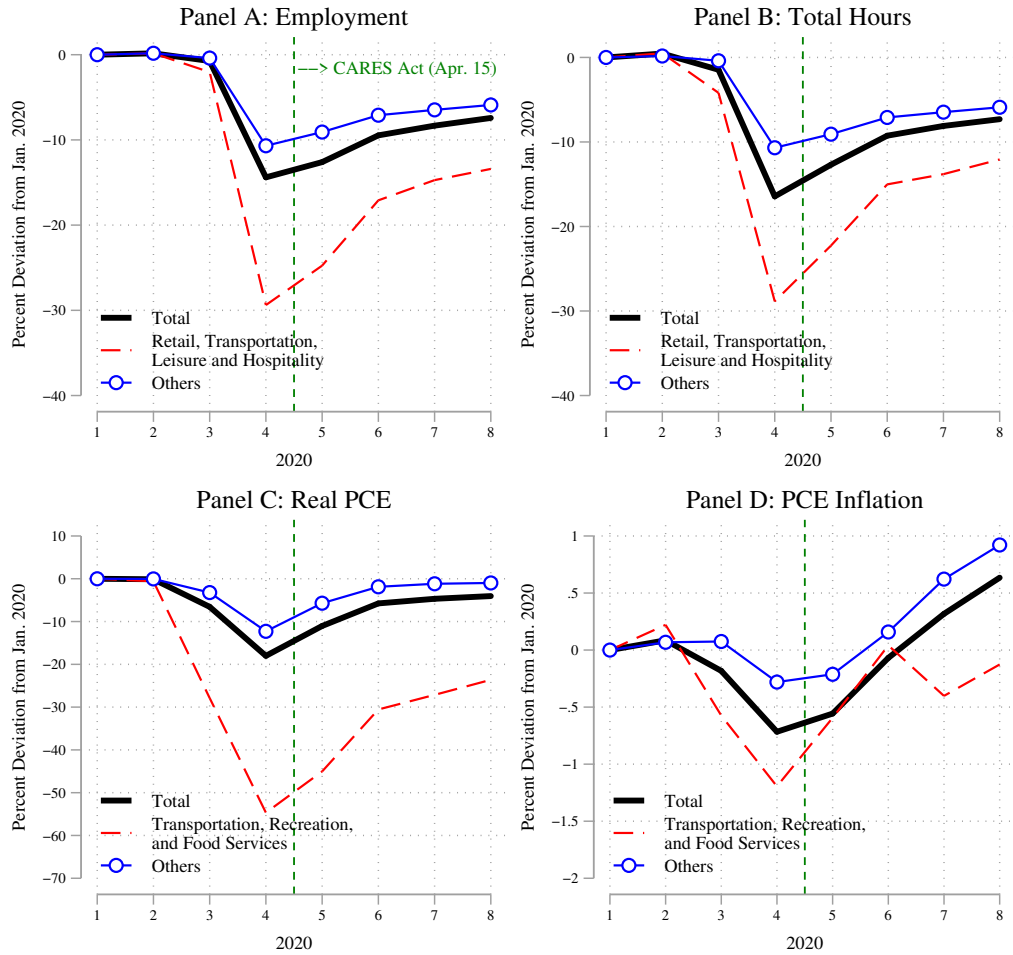 Panel A: Employment
Percent Deviation from Jan. 2020
0
−10
−20
−30
−40
−−> CARES Act (Apr. 15)
Total
Retail, Transportation,
Leisure and Hospitality
Others
1 2 3 4 5 6 7 8
2020
Panel B: Total Hours
Percent Deviation from Jan. 2020
0
−10
−20
−30
−40
Total
Retail, Transportation,
Leisure and Hospitality
Others
1 2 3 4 5 6 7 8
2020
Panel C: Real PCE
Percent Deviation from Jan. 2020
10
0
−10
−20
−30
−40
−50
−60
−70
Total
Transportation, Recreation,
and Food Services
Others
1 2 3 4 5 6 7 8
2020
Panel D: PCE Inflation
Percent Deviation from Jan. 2020
1
.5
0
−.5
−1
−1.5
−2
Total
Transportation, Recreation,
and Food Services
Others
1 2 3 4 5 6 7 8
2020